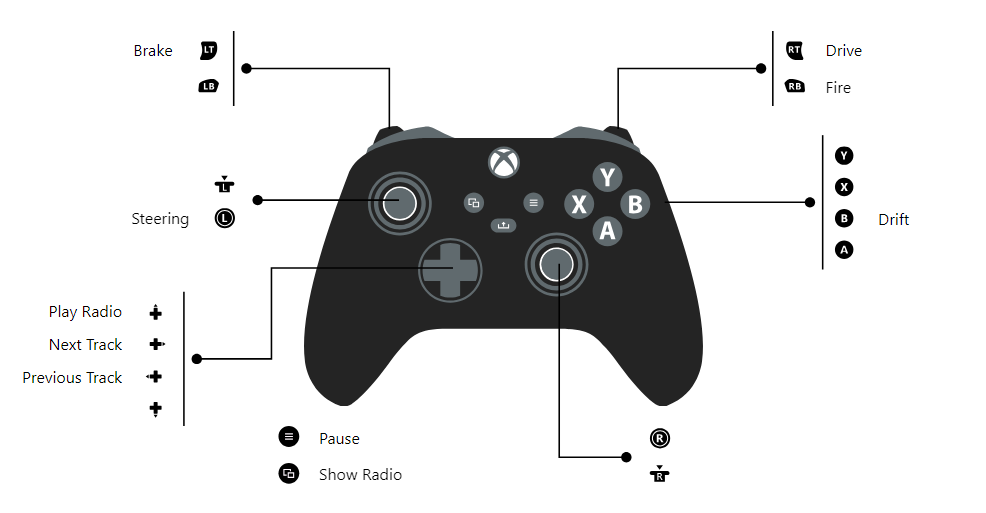 Brake LT
LB
RT Drive
RB Fire
L
Steering L
Y
X
B Drift
A
Y
X B
A
Play Radio
Next Track
Previous Track
Pause
Show Radio
R
R